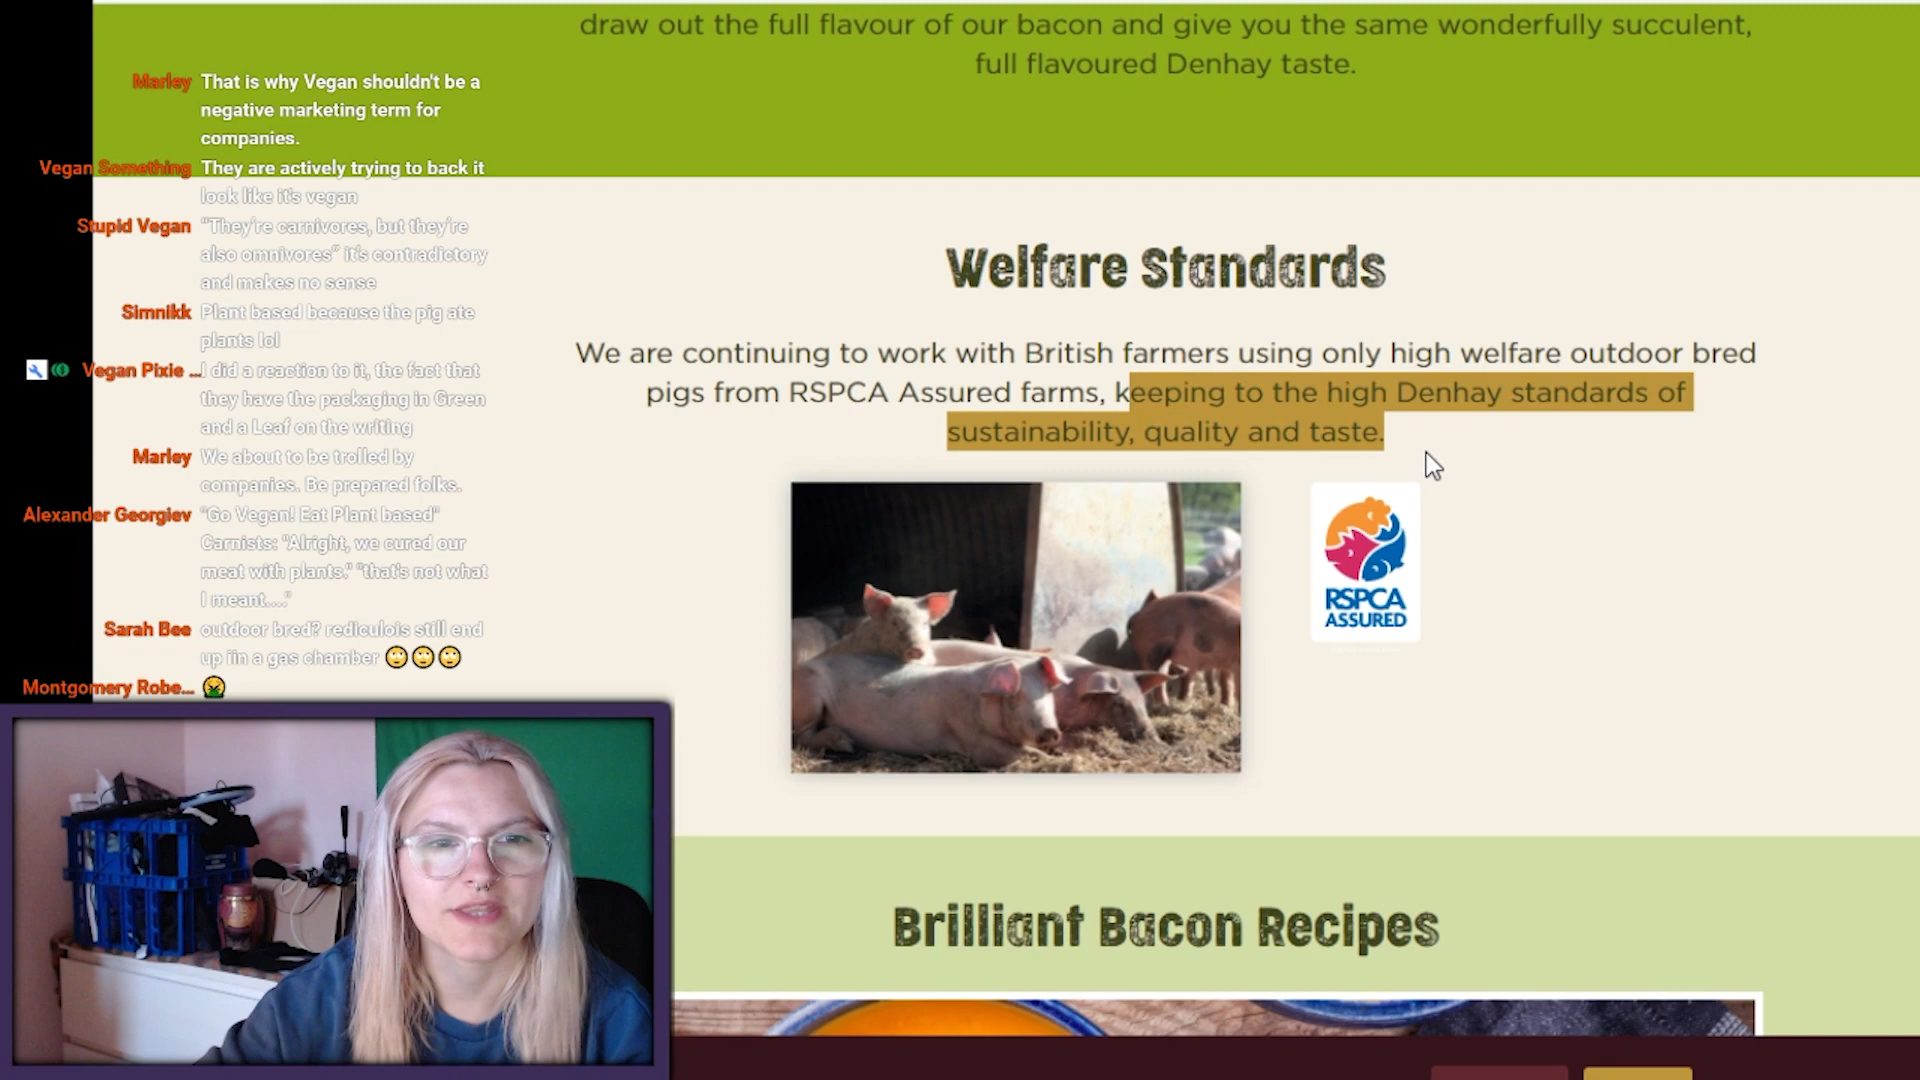 draw out the full flavour of our bacon and give you the same wonderfully succulent,
full flavoured Denhay taste.
Marley That is why Vegan shouldn't be a
negative marketing term for
companies.
Vegan Something They are actively trying to back it
look like it's vegan
Stupid Vegan "They're carnivores, but they're
also omnivores" it's contradictory
and makes no sense
Simnikk Plant based because the pig ate
plants lol
Vegan Pixie ... I did a reaction to it, the fact that
they have the packaging in Green
and a Leaf on the writing
Marley We about to be trolled by
companies. Be prepared folks.
Alexander Georgiev "Go Vegan! Eat Plant based"
Carnists: "Alright, we cured our
meat with plants." "that's not what
I meant...."
Sarah Bee outdoor bred? rediculois still end
up iin a gas chamber 🙄🙄🙄
Montgomery Robe... 🤮
Welfare Standards
We are continuing to work with British farmers using only high welfare outdoor bred
pigs from RSPCA Assured farms, keeping to the high Denhay standards of
sustainability, quality and taste.
RSPCA
ASSURED
Brilliant Bacon Recipes